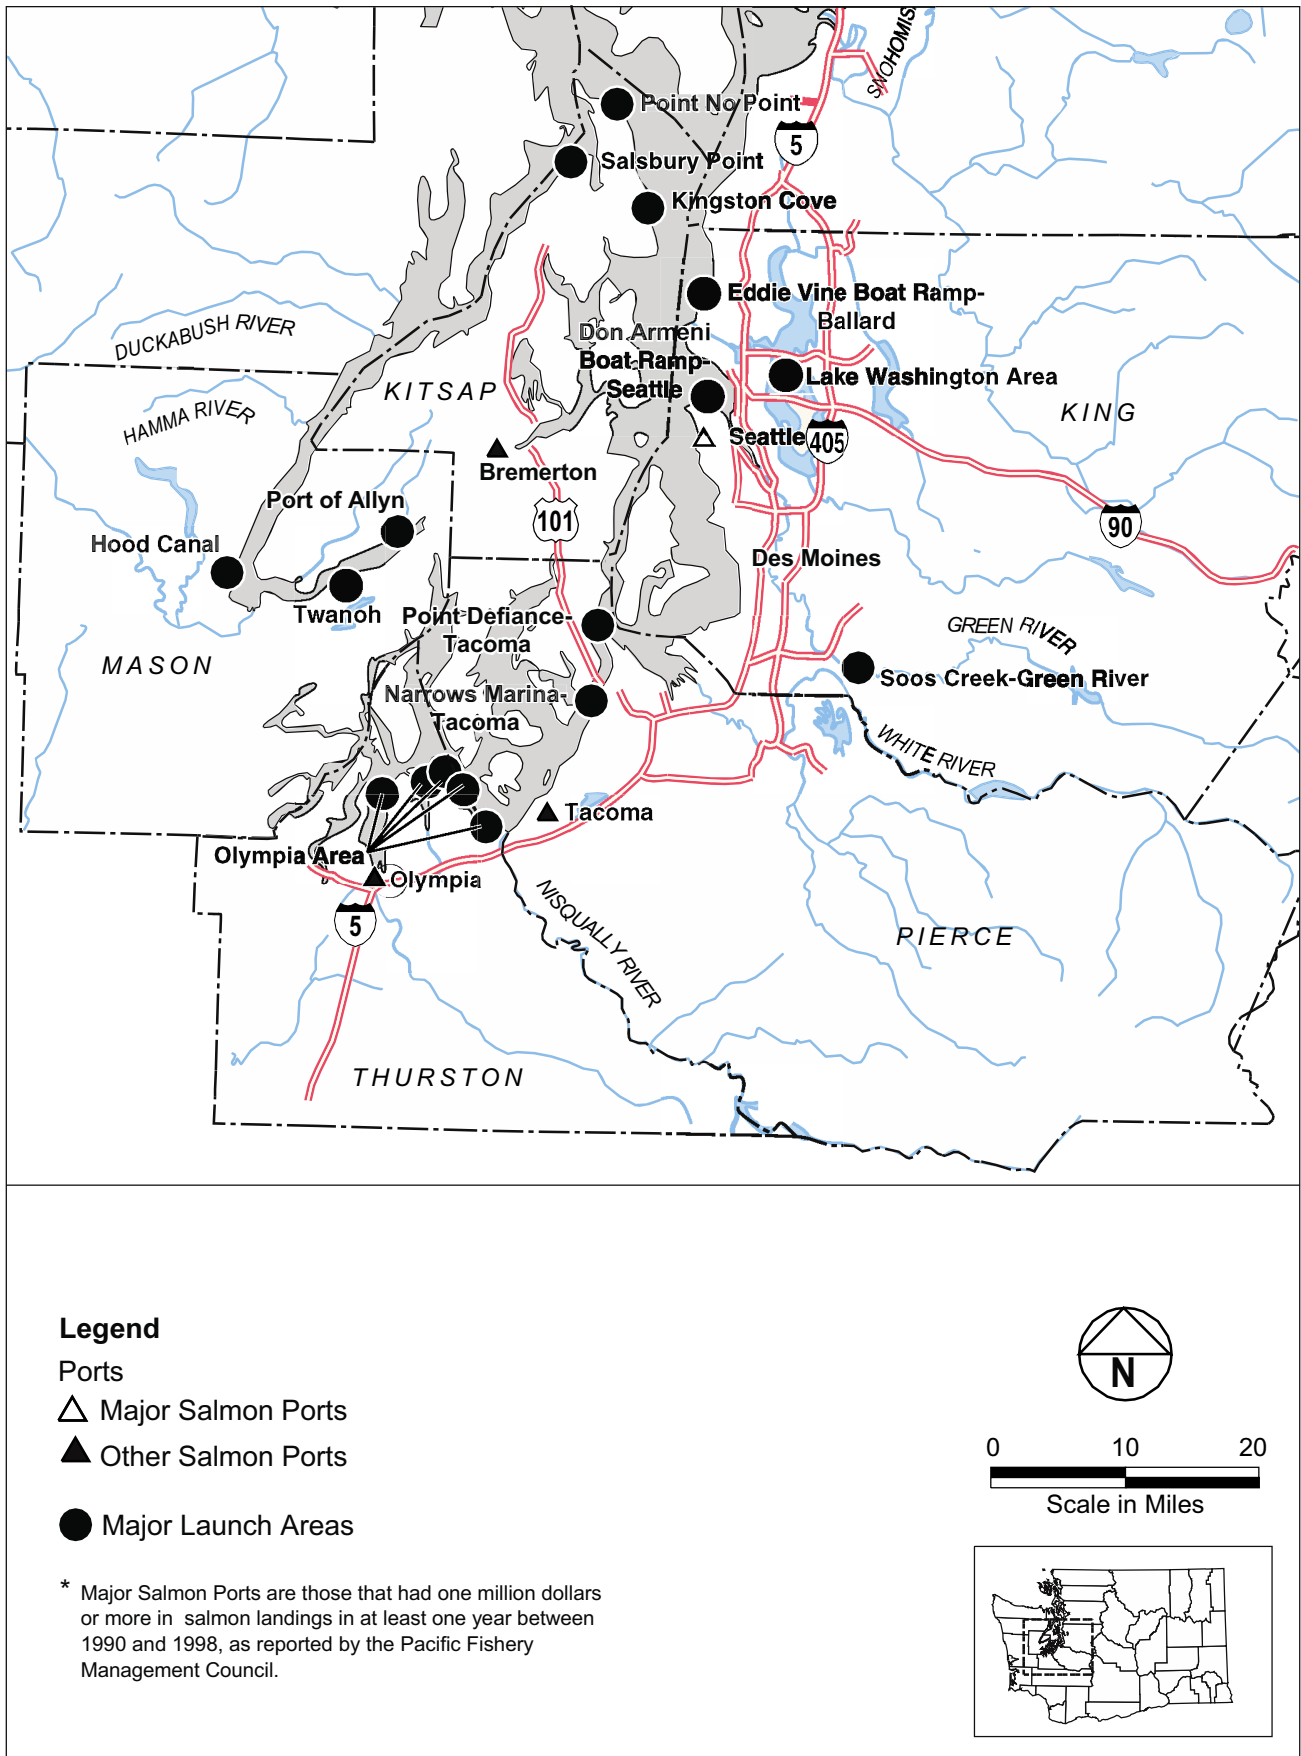 SNOHOMIS
Point No Point
5
Salsbury Point
Kingston Cove
Eddie Vine Boat Ramp-
Ballard
DUCKABUSH RIVER
Don Armeni
Boat Ramp-
Seattle
Lake Washington Area
KITSAP
KING
HAMMA RIVER
Seattle
405
Bremerton
Port of Allyn
101
90
Hood Canal
Des Moines
Twanoh
Point Defiance-
Tacoma
GREEN RIVER
MASON
Soos Creek-Green River
Narrows Marina-
Tacoma
WHITE RIVER
Tacoma
Olympia Area
Olympia
5
NISQUALLY RIVER
PIERCE
THURSTON
Legend
Ports
Major Salmon Ports
Other Salmon Ports
Major Launch Areas
* Major Salmon Ports are those that had one million dollars
or more in salmon landings in at least one year between
1990 and 1998, as reported by the Pacific Fishery
Management Council.
N
0 10 20
Scale in Miles